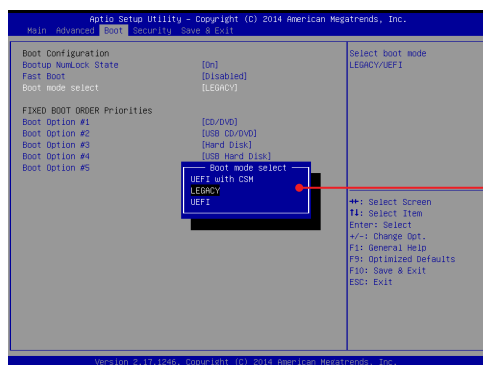 Aptio Setup Utility – Copyright (C) 2014 American Megatrends, Inc.
Main Advanced Boot Security Save & Exit
Boot Configuration
Bootup NumLock State [On]
Fast Boot [Disabled]
Boot mode select [LEGACY]
FIXED BOOT ORDER Priorities
Boot Option #1 [CD/DVD]
Boot Option #2 [USB CD/DVD]
Boot Option #3 [Hard Disk]
Boot Option #4 [USB Hard Disk]
Boot Option #5
Boot mode select
UEFI with CSM
LEGACY
UEFI
Select boot mode
LEGACY/UEFI
→←: Select Screen
↑↓: Select Item
Enter: Select
+/-: Change Opt.
F1: General Help
F9: Optimized Defaults
F10: Save & Exit
ESC: Exit
Version 2.17.1246. Copyright (C) 2014 American Megatrends, Inc.